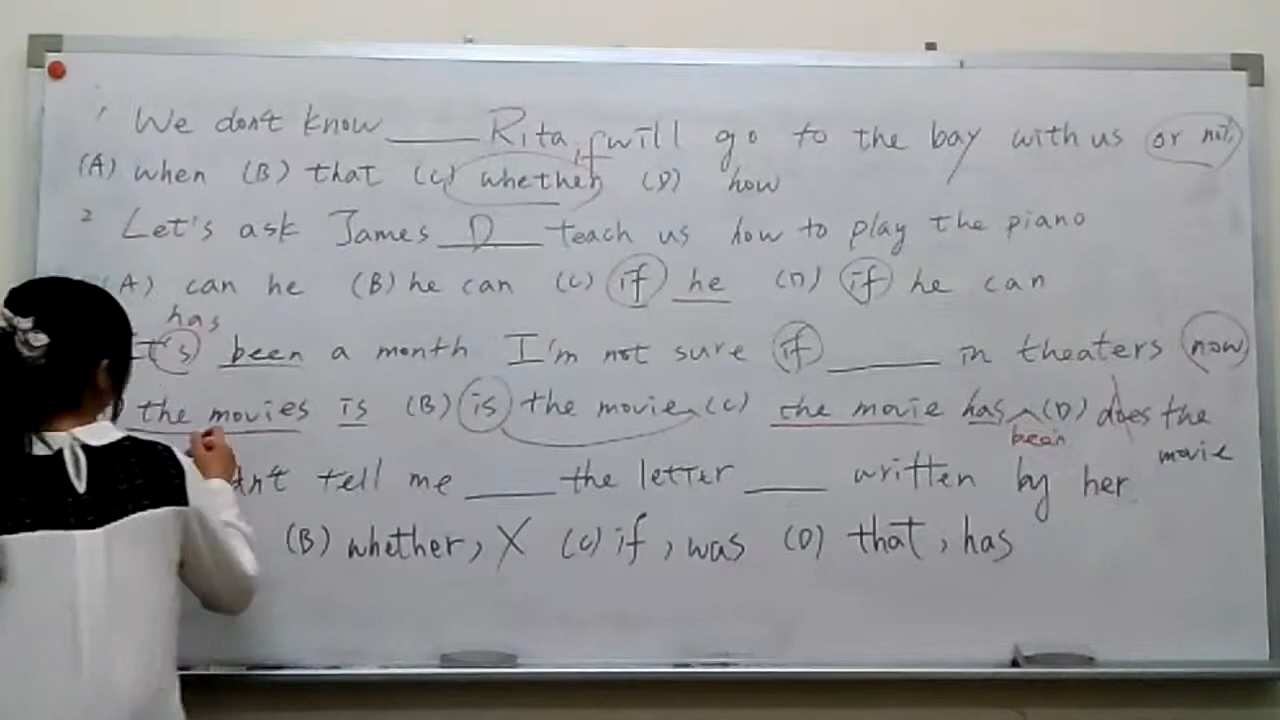 1 We don't know ____ Rita will go to the bay with us or not
if
(A) when (B) that (C) whether (D) how
2 Let's ask James D teach us how to play the piano
(A) can he (B) he can (C) if he (D) if he can
has
It's been a month I'm not sure if ____ in theaters now
the movies is (B) is the movie (C) the movie has (D) does the movie
been
tell me ____ the letter ____ written by her
(B) whether, X (C) if, was (D) that, has